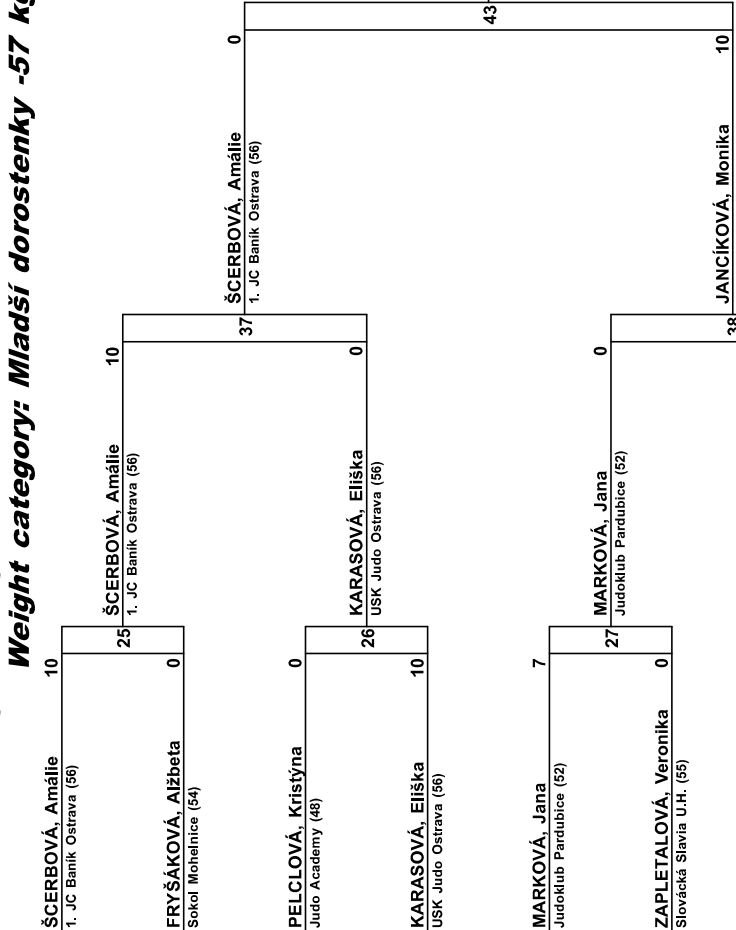 Weight category: Mladší dorostenky -57 kg
ŠCERBOVÁ, Amálie
1. JC Baník Ostrava (56)
10
FRYŠÁKOVÁ, Alžbeta
Sokol Mohelnice (54)
0
25
PELCLOVÁ, Kristýna
Judo Academy (48)
0
KARASOVÁ, Eliška
USK Judo Ostrava (56)
10
26
MARKOVÁ, Jana
Judoklub Pardubice (52)
7
ZAPLETALOVÁ, Veronika
Slovácká Slavia U.H. (55)
0
27
ŠCERBOVÁ, Amálie
1. JC Baník Ostrava (56)
10
KARASOVÁ, Eliška
USK Judo Ostrava (56)
0
37
MARKOVÁ, Jana
Judoklub Pardubice (52)
0
38
ŠCERBOVÁ, Amálie
1. JC Baník Ostrava (56)
0
JANCÍKOVÁ, Monika
10
43